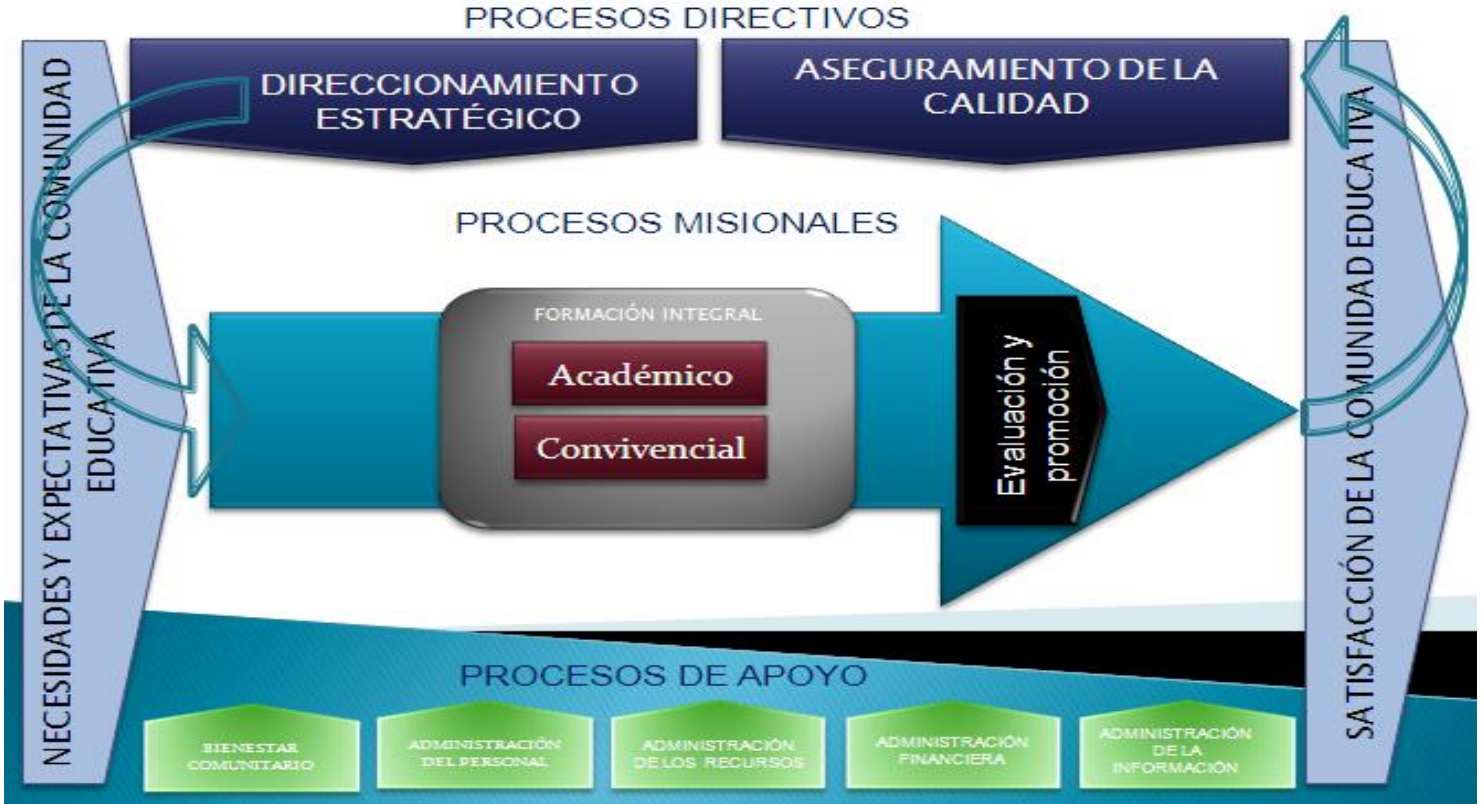 PROCESOS DIRECTIVOS
DIRECCIONAMIENTO
ESTRATÉGICO
ASEGURAMIENTO DE LA
CALIDAD
NECESIDADES Y EXPECTATIVAS DE LA COMUNIDAD
EDUCATIVA
PROCESOS MISIONALES
FORMACIÓN INTEGRAL
Académico
Convivencial
Evaluación y
promoción
SATISFACCIÓN DE LA COMUNIDAD EDUCATIVA
PROCESOS DE APOYO
BIENESTAR
COMUNITARIO
ADMINISTRACIÓN
DEL PERSONAL
ADMINISTRACIÓN
DE LOS RECURSOS
ADMINISTRACIÓN
FINANCIERA
ADMINISTRACIÓN
DE LA
INFORMACIÓN